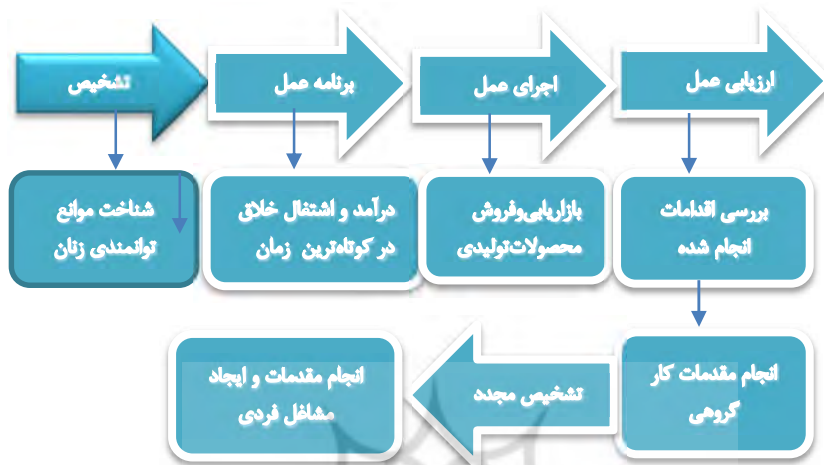 تشخیص
برنامه عمل
اجرای عمل
ارزیابی عمل
شناخت موانع
توانمندی زنان
درآمد و اشتغال خلاق
در کوتاه‌ترین زمان
بازاریابی‌وفروش
محصولات‌تولیدی
بررسی اقدامات
انجام شده
انجام مقدمات کار
گروهی
تشخیص مجدد
انجام مقدمات و ایجاد
مشاغل فردی